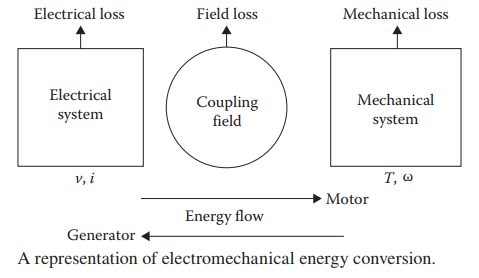 Electrical loss Field loss Mechanical loss
Electrical
system
Coupling
field
Mechanical
system
v, i
T, ω
Motor
Energy flow
Generator
A representation of electromechanical energy conversion.